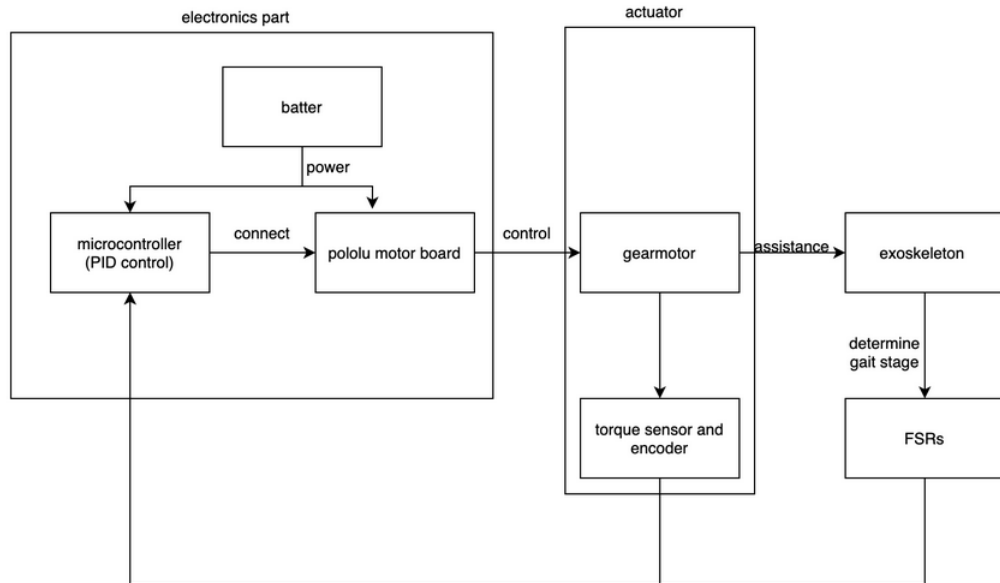 electronics part
actuator
batter
power
microcontroller
(PID control)
connect
pololu motor board
control
gearmotor
assistance
exoskeleton
determine
gait stage
torque sensor and
encoder
FSRs